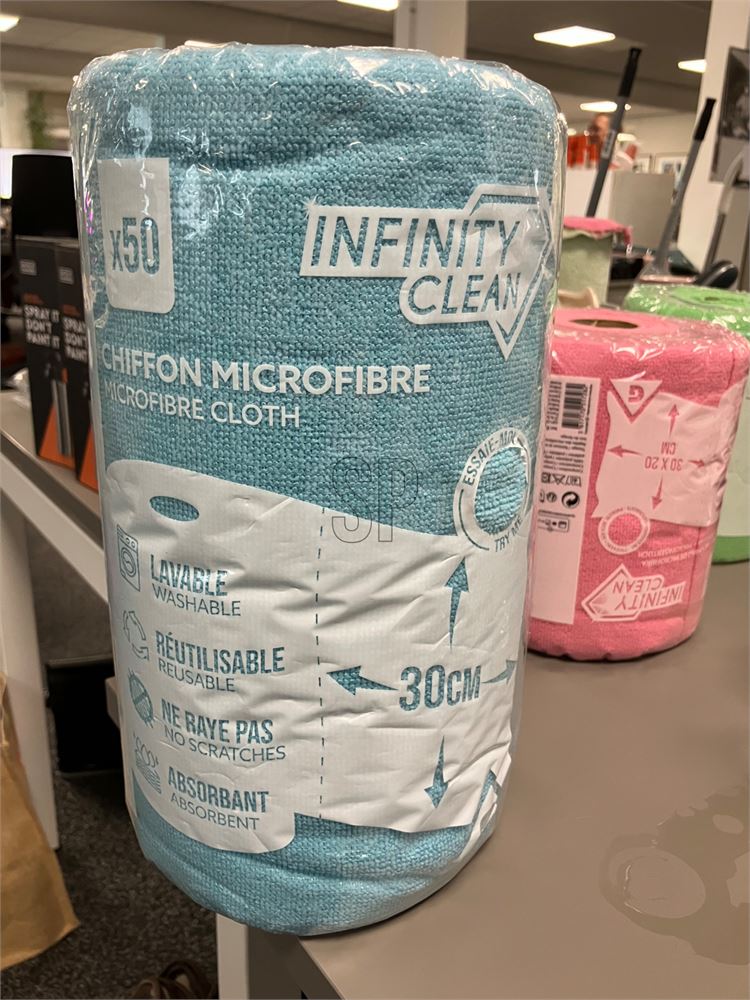 x50
INFINITY
CLEAN
CHIFFON MICROFIBRE
MICROFIBRE CLOTH
ESSAIE-MOI
TRY ME
LAVABLE
WASHABLE
RÉUTILISABLE
REUSABLE
NE RAYE PAS
NO SCRATCHES
ABSORBANT
ABSORBENT
30CM
SPRAY IT
DON'T
PAINT IT
30 X 20
CM
INFINITY
CLEAN